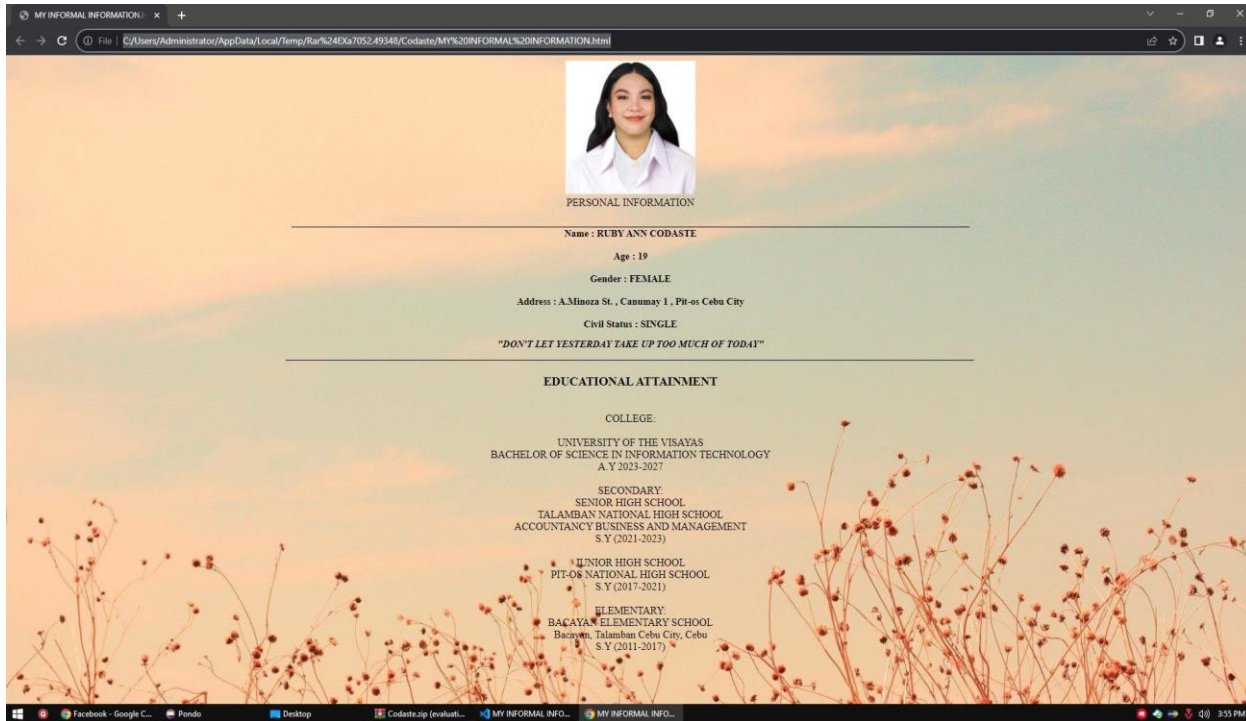 MY INFORMAL INFORMATION.
File
C:/Users/Administrator/AppData/Local/Temp/Rar%24EXa7052.49348/Codaste/MY%20INFORMAL%20INFORMATION.html
PERSONAL INFORMATION
Name : RUBY ANN CODASTE
Age : 19
Gender : FEMALE
Address : A.Minoza St. , Canumay 1 , Pit-os Cebu City
Civil Status : SINGLE
"DON'T LET YESTERDAY TAKE UP TOO MUCH OF TODAY"
EDUCATIONAL ATTAINMENT
COLLEGE:
UNIVERSITY OF THE VISAYAS
BACHELOR OF SCIENCE IN INFORMATION TECHNOLOGY
A.Y 2023-2027
SECONDARY:
SENIOR HIGH SCHOOL
TALAMBAN NATIONAL HIGH SCHOOL
ACCOUNTANCY BUSINESS AND MANAGEMENT
S.Y (2021-2023)
JUNIOR HIGH SCHOOL
PIT-OS NATIONAL HIGH SCHOOL
S.Y (2017-2021)
ELEMENTARY:
BACAYAN ELEMENTARY SCHOOL
Bacayan, Talamban Cebu City, Cebu
S.Y (2011-2017)
Facebook - Google C...
Pondo
Desktop
Codaste.zip (evaluati...
MY INFORMAL INFO...
MY INFORMAL INFO...
3:55 PM